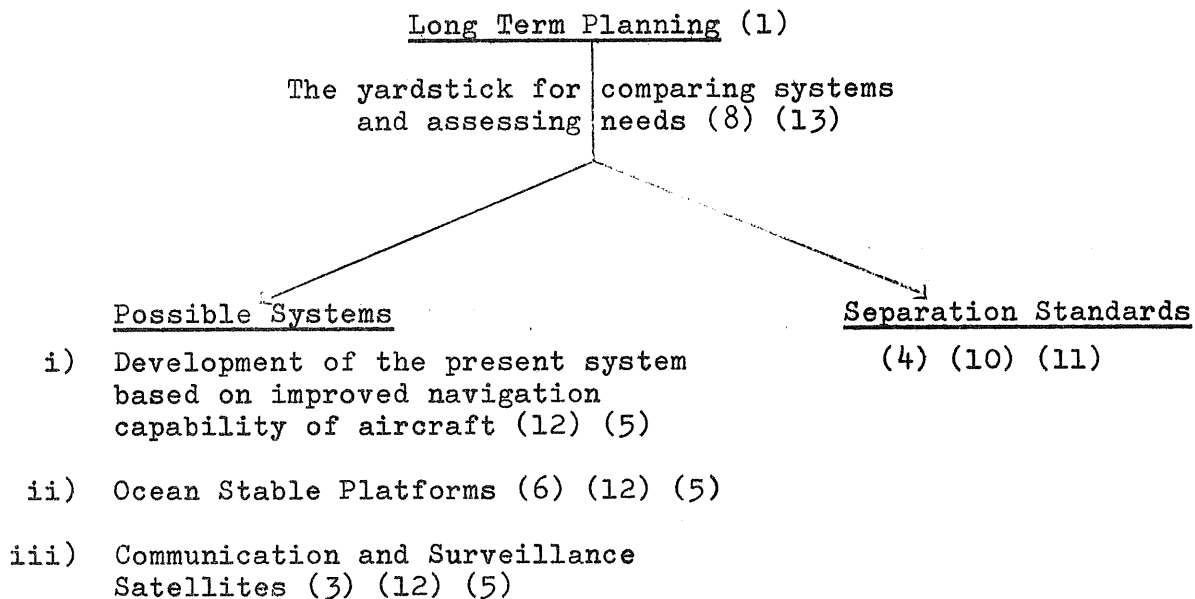 Long Term Planning (1)
The yardstick for comparing systems
and assessing needs (8) (13)
Possible Systems
i) Development of the present system
based on improved navigation
capability of aircraft (12) (5)
ii) Ocean Stable Platforms (6) (12) (5)
iii) Communication and Surveillance
Satellites (3) (12) (5)
Separation Standards
(4) (10) (11)